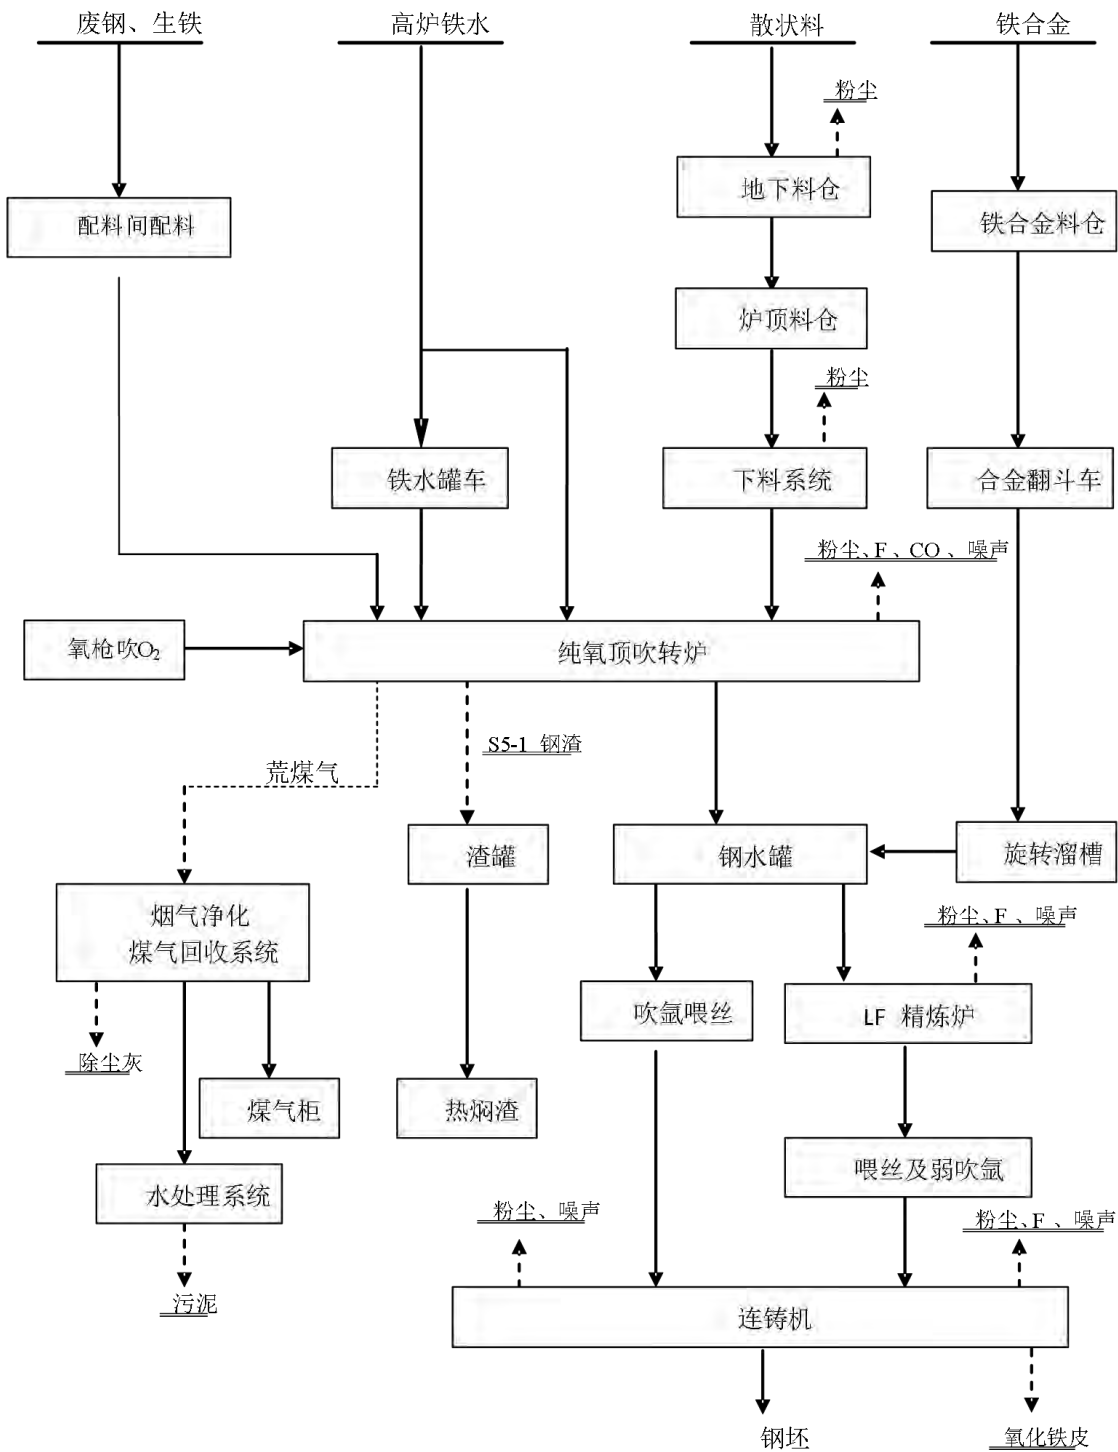 废钢、生铁
高炉铁水
散状料
铁合金
粉尘
地下料仓
配料间配料
铁合金料仓
炉顶料仓
粉尘
铁水罐车
下料系统
合金翻斗车
粉尘、F、CO、噪声
氧枪吹O₂
纯氧顶吹转炉
S5-1 钢渣
荒煤气
渣罐
钢水罐
旋转溜槽
烟气净化
煤气回收系统
粉尘、F、噪声
吹氩喂丝
LF 精炼炉
除尘灰
煤气柜
热焖渣
喂丝及弱吹氩
水处理系统
粉尘、噪声
粉尘、F、噪声
污泥
连铸机
钢坯
氧化铁皮